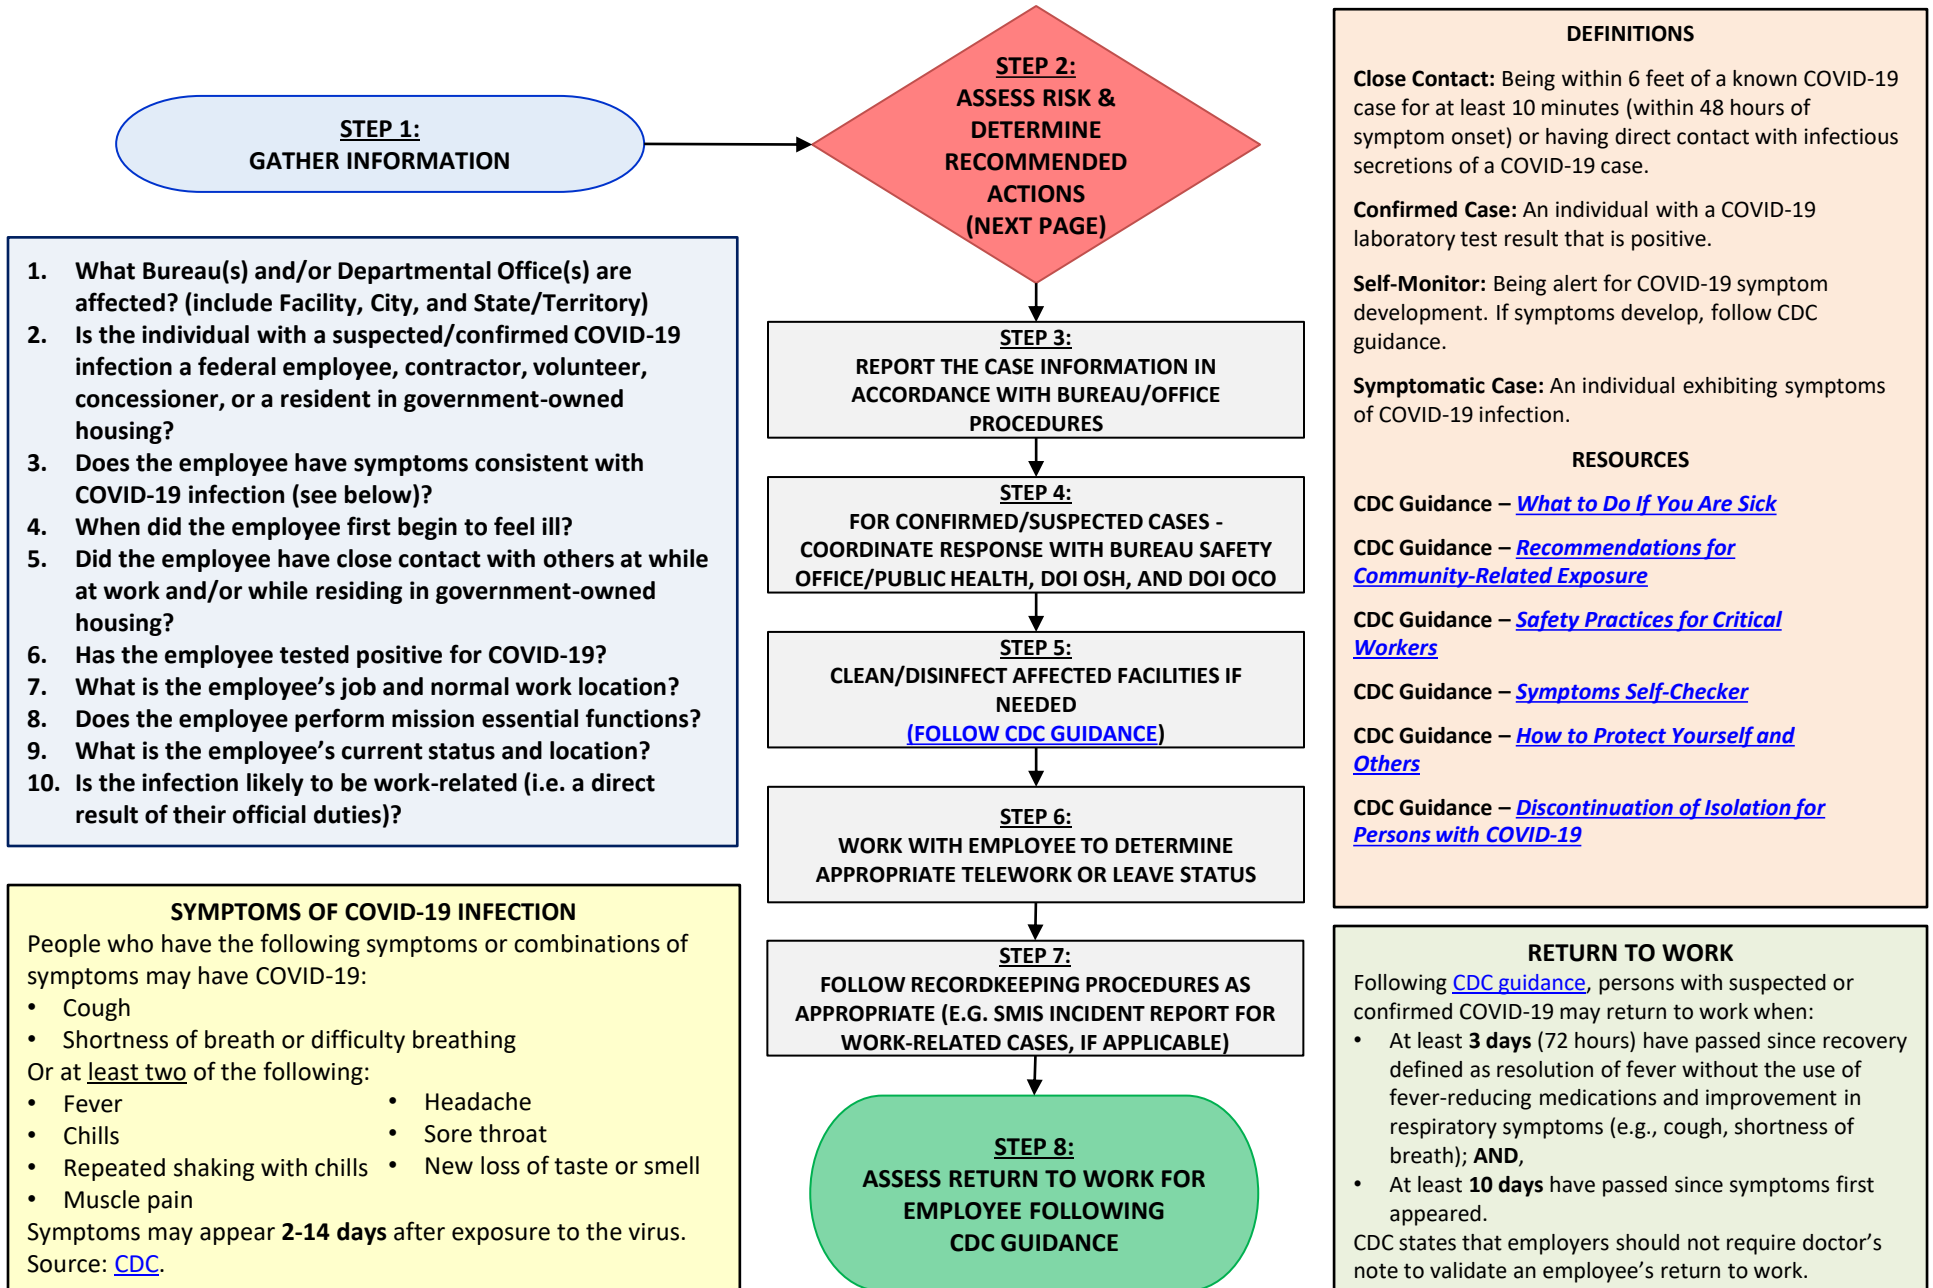 STEP 1:
GATHER INFORMATION
STEP 2:
ASSESS RISK &
DETERMINE
RECOMMENDED
ACTIONS
(NEXT PAGE)
1. What Bureau(s) and/or Departmental Office(s) are
affected? (include Facility, City, and State/Territory)
2. Is the individual with a suspected/confirmed COVID-19
infection a federal employee, contractor, volunteer,
concessioner, or a resident in government-owned
housing?
3. Does the employee have symptoms consistent with
COVID-19 infection (see below)?
4. When did the employee first begin to feel ill?
5. Did the employee have close contact with others at while
at work and/or while residing in government-owned
housing?
6. Has the employee tested positive for COVID-19?
7. What is the employee's job and normal work location?
8. Does the employee perform mission essential functions?
9. What is the employee's current status and location?
10. Is the infection likely to be work-related (i.e. a direct
result of their official duties)?
SYMPTOMS OF COVID-19 INFECTION
People who have the following symptoms or combinations of
symptoms may have COVID-19:
• Cough
• Shortness of breath or difficulty breathing
Or at least two of the following:
• Fever
• Chills
• Repeated shaking with chills
• Muscle pain
• Headache
• Sore throat
• New loss of taste or smell
Symptoms may appear 2-14 days after exposure to the virus.
Source: CDC.
STEP 3:
REPORT THE CASE INFORMATION IN
ACCORDANCE WITH BUREAU/OFFICE
PROCEDURES
STEP 4:
FOR CONFIRMED/SUSPECTED CASES -
COORDINATE RESPONSE WITH BUREAU SAFETY
OFFICE/PUBLIC HEALTH, DOI OSH, AND DOI OCO
STEP 5:
CLEAN/DISINFECT AFFECTED FACILITIES IF
NEEDED
(FOLLOW CDC GUIDANCE)
STEP 6:
WORK WITH EMPLOYEE TO DETERMINE
APPROPRIATE TELEWORK OR LEAVE STATUS
STEP 7:
FOLLOW RECORDKEEPING PROCEDURES AS
APPROPRIATE (E.G. SMIS INCIDENT REPORT FOR
WORK-RELATED CASES, IF APPLICABLE)
STEP 8:
ASSESS RETURN TO WORK FOR
EMPLOYEE FOLLOWING
CDC GUIDANCE
DEFINITIONS
Close Contact: Being within 6 feet of a known COVID-19
case for at least 10 minutes (within 48 hours of
symptom onset) or having direct contact with infectious
secretions of a COVID-19 case.
Confirmed Case: An individual with a COVID-19
laboratory test result that is positive.
Self-Monitor: Being alert for COVID-19 symptom
development. If symptoms develop, follow CDC
guidance.
Symptomatic Case: An individual exhibiting symptoms
of COVID-19 infection.
RESOURCES
CDC Guidance – What to Do If You Are Sick
CDC Guidance – Recommendations for
Community-Related Exposure
CDC Guidance – Safety Practices for Critical
Workers
CDC Guidance – Symptoms Self-Checker
CDC Guidance – How to Protect Yourself and
Others
CDC Guidance – Discontinuation of Isolation for
Persons with COVID-19
RETURN TO WORK
Following CDC guidance, persons with suspected or
confirmed COVID-19 may return to work when:
• At least 3 days (72 hours) have passed since recovery
defined as resolution of fever without the use of
fever-reducing medications and improvement in
respiratory symptoms (e.g., cough, shortness of
breath); AND,
• At least 10 days have passed since symptoms first
appeared.
CDC states that employers should not require doctor's
note to validate an employee's return to work.